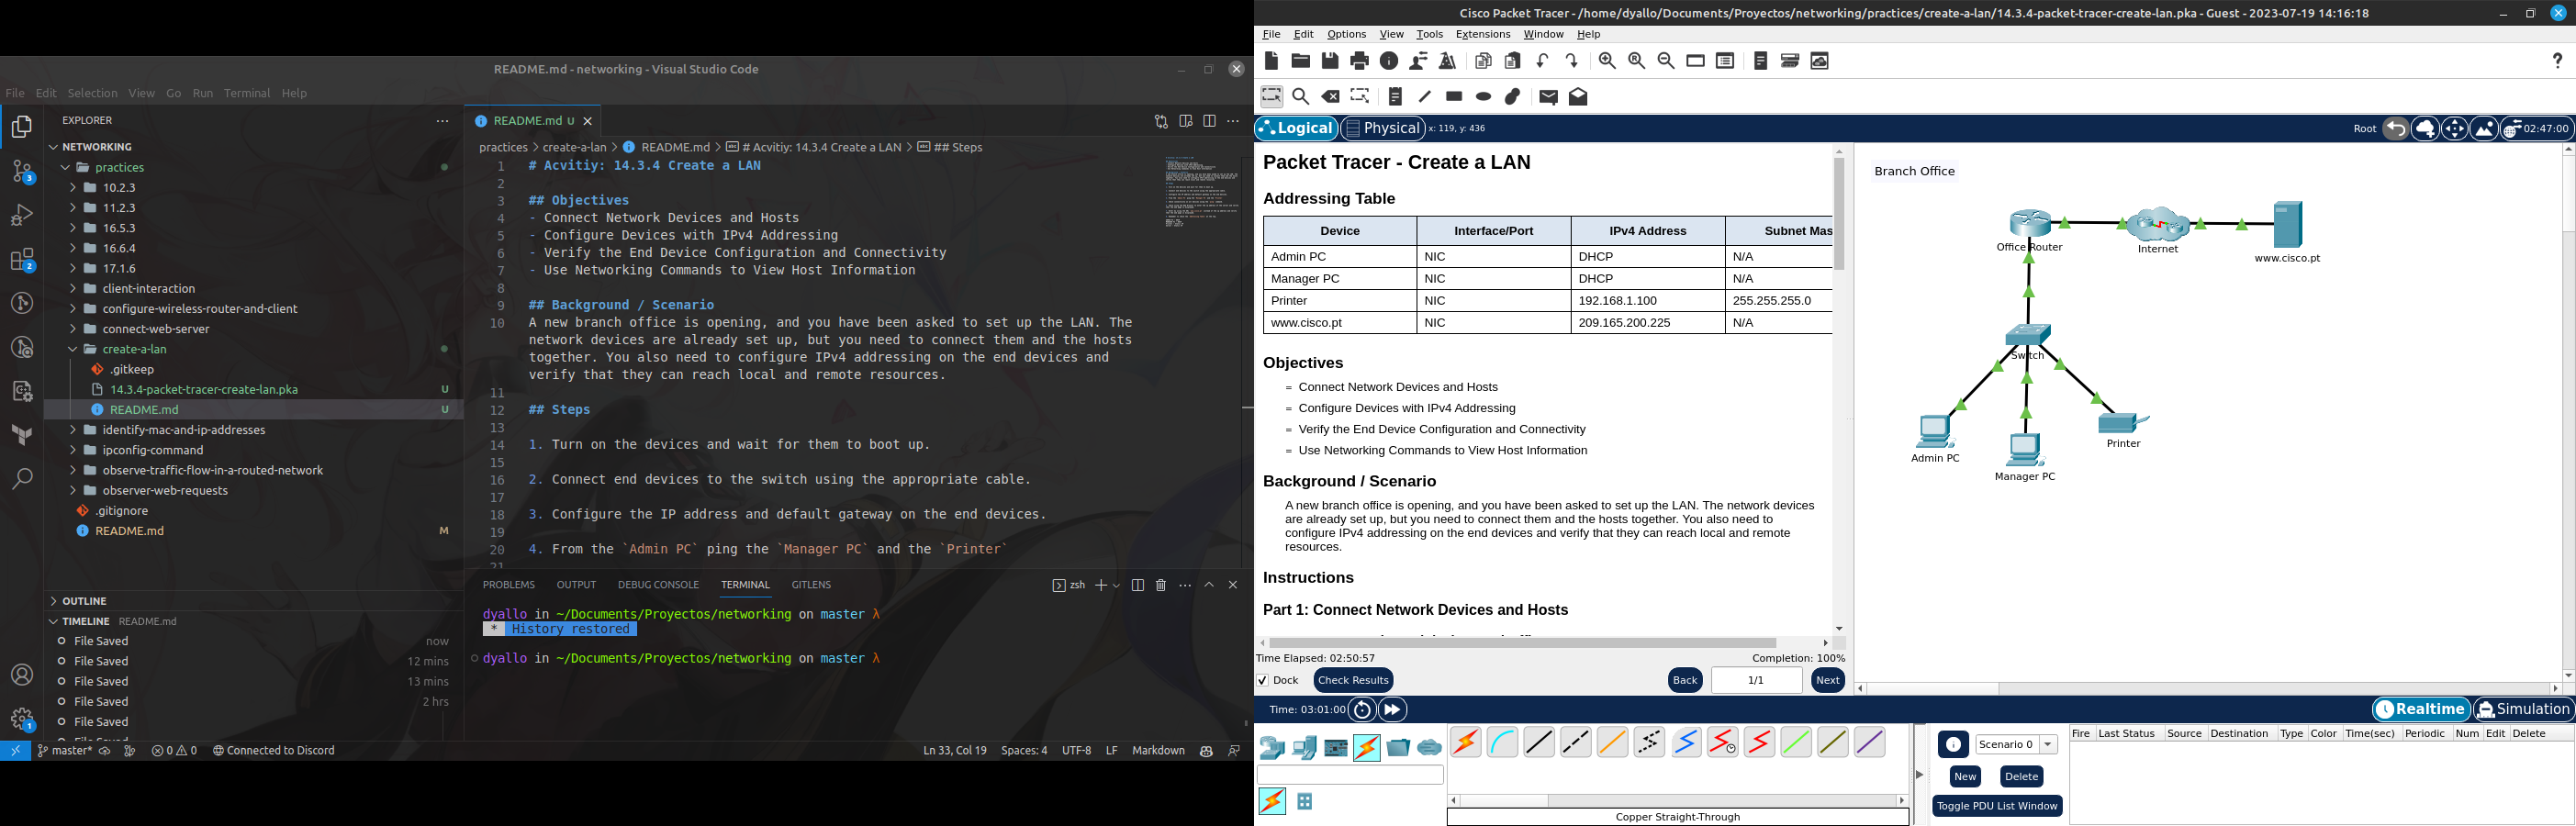 README.md - networking - Visual Studio Code
File Edit Selection View Go Run Terminal Help
EXPLORER
NETWORKING
practices
10.2.3
11.2.3
16.5.3
16.6.4
17.1.6
client-interaction
configure-wireless-router-and-client
connect-web-server
create-a-lan
.gitkeep
14.3.4-packet-tracer-create-lan.pka U
README.md U
identify-mac-and-ip-addresses
ipconfig-command
observe-traffic-flow-in-a-routed-network
observer-web-requests
.gitignore
README.md M
OUTLINE
TIMELINE README.md
File Saved now
File Saved 12 mins
File Saved 13 mins
File Saved 2 hrs
File Saved
3
2
1
README.md U
practices > create-a-lan > README.md > # Acvitiy: 14.3.4 Create a LAN > ## Steps
1 # Acvitiy: 14.3.4 Create a LAN
2
3 ## Objectives
4 - Connect Network Devices and Hosts
5 - Configure Devices with IPv4 Addressing
6 - Verify the End Device Configuration and Connectivity
7 - Use Networking Commands to View Host Information
8
9 ## Background / Scenario
10 A new branch office is opening, and you have been asked to set up the LAN. The
network devices are already set up, but you need to connect them and the hosts
together. You also need to configure IPv4 addressing on the end devices and
verify that they can reach local and remote resources.
11
12 ## Steps
13
14 1. Turn on the devices and wait for them to boot up.
15
16 2. Connect end devices to the switch using the appropriate cable.
17
18 3. Configure the IP address and default gateway on the end devices.
19
20 4. From the `Admin PC` ping the `Manager PC` and the `Printer`
21
PROBLEMS OUTPUT DEBUG CONSOLE TERMINAL GITLENS
zsh
dyallo in ~/Documents/Proyectos/networking on master λ
* History restored
dyallo in ~/Documents/Proyectos/networking on master λ
master* 0 0 Connected to Discord
Ln 33, Col 19 Spaces: 4 UTF-8 LF Markdown
Cisco Packet Tracer - /home/dyallo/Documents/Proyectos/networking/practices/create-a-lan/14.3.4-packet-tracer-create-lan.pka - Guest - 2023-07-19 14:16:18
File Edit Options View Tools Extensions Window Help
?
Logical Physical x: 119, y: 436
Root 02:47:00
Packet Tracer - Create a LAN
Addressing Table
Device Interface/Port IPv4 Address Subnet Mas
Admin PC NIC DHCP N/A
Manager PC NIC DHCP N/A
Printer NIC 192.168.1.100 255.255.255.0
www.cisco.pt NIC 209.165.200.225 N/A
Objectives
= Connect Network Devices and Hosts
= Configure Devices with IPv4 Addressing
= Verify the End Device Configuration and Connectivity
= Use Networking Commands to View Host Information
Background / Scenario
A new branch office is opening, and you have been asked to set up the LAN. The network devices
are already set up, but you need to connect them and the hosts together. You also need to
configure IPv4 addressing on the end devices and verify that they can reach local and remote
resources.
Instructions
Part 1: Connect Network Devices and Hosts
Time Elapsed: 02:50:57 Completion: 100%
Dock Check Results Back 1/1 Next
Branch Office
Office Router
Internet
www.cisco.pt
Switch
Admin PC
Manager PC
Printer
Time: 03:01:00
Realtime Simulation
Copper Straight-Through
Scenario 0
New Delete
Toggle PDU List Window
Fire Last Status Source Destination Type Color Time(sec) Periodic Num Edit Delete